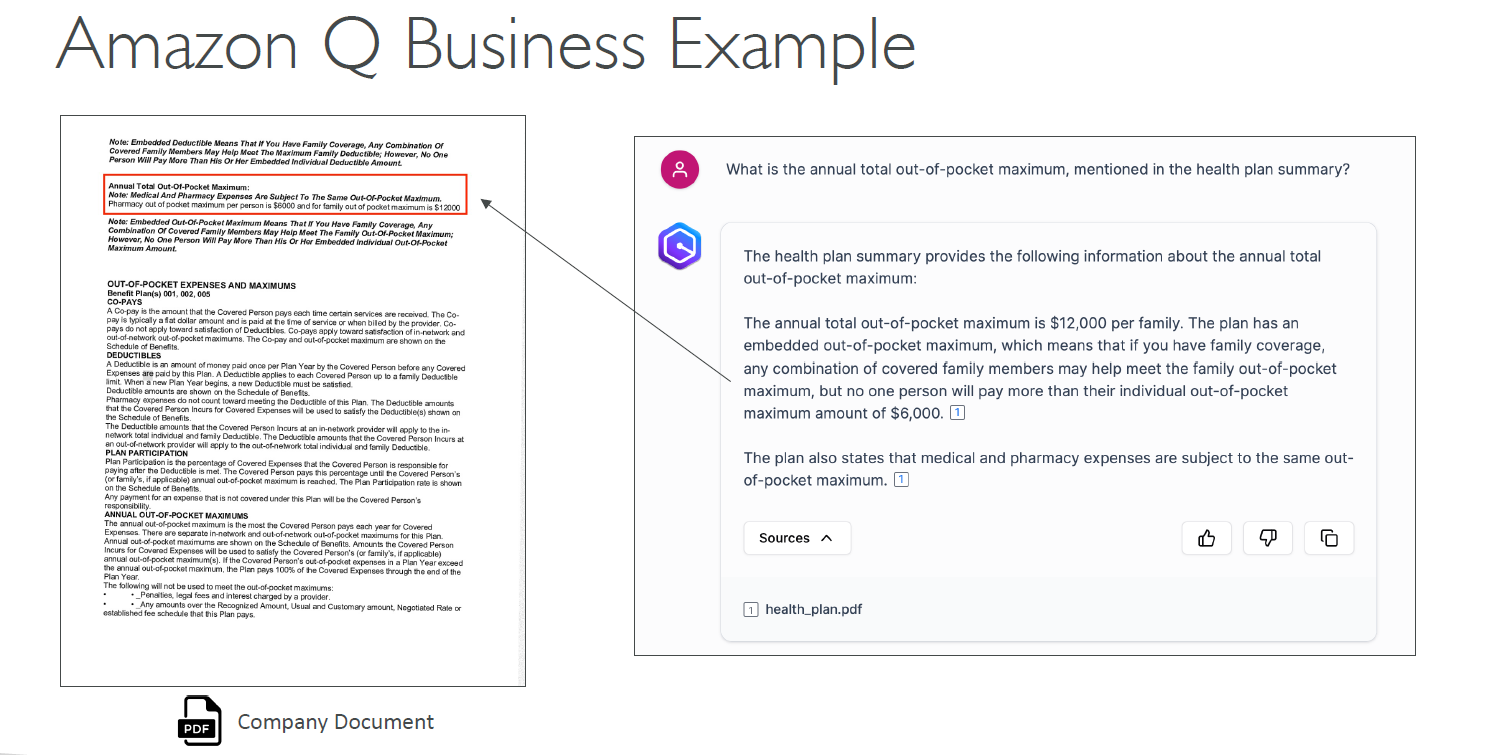 Amazon Q Business Example
Note: Embedded Deductible Means That If You Have Family Coverage, Any Combination Of
Covered Family Members May Help Meet The Maximum Family Deductible; However, No One
Person Will Pay More Than His Or Her Embedded Individual Deductible Amount.
Annual Total Out-Of-Pocket Maximum:
Note: Medical And Pharmacy Expenses Are Subject To The Same Out-Of-Pocket Maximum.
Pharmacy out of pocket maximum per person is $6000 and for family out of pocket maximum is $12000
Note: Embedded Out-Of-Pocket Maximum Means That If You Have Family Coverage, Any
Combination Of Covered Family Members May Help Meet The Family Out-Of-Pocket Maximum;
However, No One Person Will Pay More Than His Or Her Embedded Individual Out-Of-Pocket
Maximum Amount.
OUT-OF-POCKET EXPENSES AND MAXIMUMS
Benefit Plan(s) 001, 002, 005
CO-PAYS
A Co-pay is the amount that the Covered Person pays each time certain services are received. The Co-
pay is typically a flat dollar amount and is paid at the time of service or when billed by the provider. Co-
pays do not apply toward satisfaction of Deductibles. Co-pays apply toward satisfaction of in-network and
out-of-network out-of-pocket maximums. The Co-pay and out-of-pocket maximum are shown on the
Schedule of Benefits.
DEDUCTIBLES
A Deductible is an amount of money paid once per Plan Year by the Covered Person before any Covered
Expenses are paid by this Plan. A Deductible applies to each Covered Person up to a family Deductible
limit. When a new Plan Year begins, a new Deductible must be satisfied.
Deductible amounts are shown on the Schedule of Benefits.
Pharmacy expenses do not count toward meeting the Deductible of this Plan. The Deductible amounts
that the Covered Person Incurs for Covered Expenses will be used to satisfy the Deductible(s) shown on
the Schedule of Benefits.
The Deductible amounts that the Covered Person Incurs at an in-network provider will apply to the in-
network total individual and family Deductible. The Deductible amounts that the Covered Person Incurs at
an out-of-network provider will apply to the out-of-network total individual and family Deductible.
PLAN PARTICIPATION
Plan Participation is the percentage of Covered Expenses that the Covered Person is responsible for
paying after the Deductible is met. The Covered Person pays this percentage until the Covered Person's
(or family's, if applicable) annual out-of-pocket maximum is reached. The Plan Participation rate is shown
on the Schedule of Benefits.
Any payment for an expense that is not covered under this Plan will be the Covered Person's
responsibility.
ANNUAL OUT-OF-POCKET MAXIMUMS
The annual out-of-pocket maximum is the most the Covered Person pays each year for Covered
Expenses. There are separate in-network and out-of-network out-of-pocket maximums for this Plan.
Annual out-of-pocket maximums are shown on the Schedule of Benefits. Amounts the Covered Person
Incurs for Covered Expenses will be used to satisfy the Covered Person's (or family's, if applicable)
annual out-of-pocket maximum(s). If the Covered Person's out-of-pocket expenses in a Plan Year exceed
the annual out-of-pocket maximum, the Plan pays 100% of the Covered Expenses through the end of the
Plan Year.
The following will not be used to meet the out-of-pocket maximums:
• •_Penalties, legal fees and interest charged by a provider.
• •_Any amounts over the Recognized Amount, Usual and Customary amount, Negotiated Rate or
established fee schedule that this Plan pays.
PDF
Company Document
What is the annual total out-of-pocket maximum, mentioned in the health plan summary?
The health plan summary provides the following information about the annual total
out-of-pocket maximum:
The annual total out-of-pocket maximum is $12,000 per family. The plan has an
embedded out-of-pocket maximum, which means that if you have family coverage,
any combination of covered family members may help meet the family out-of-pocket
maximum, but no one person will pay more than their individual out-of-pocket
maximum amount of $6,000. 1
The plan also states that medical and pharmacy expenses are subject to the same out-
of-pocket maximum. 1
Sources
1 health_plan.pdf